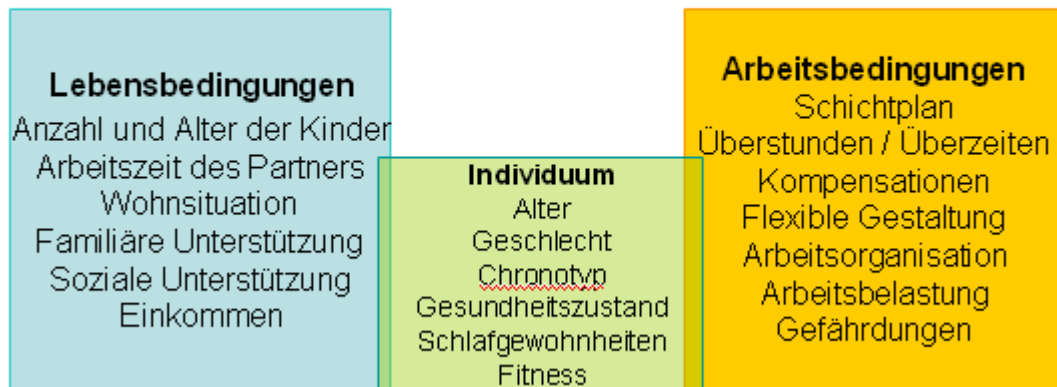 Lebensbedingungen
Anzahl und Alter der Kinder
Arbeitszeit des Partners
Wohnsituation
Familiäre Unterstützung
Soziale Unterstützung
Einkommen
Individuum
Alter
Geschlecht
Chronotyp
Gesundheitszustand
Schlafgewohnheiten
Fitness
Arbeitsbedingungen
Schichtplan
Überstunden / Überzeiten
Kompensationen
Flexible Gestaltung
Arbeitsorganisation
Arbeitsbelastung
Gefährdungen